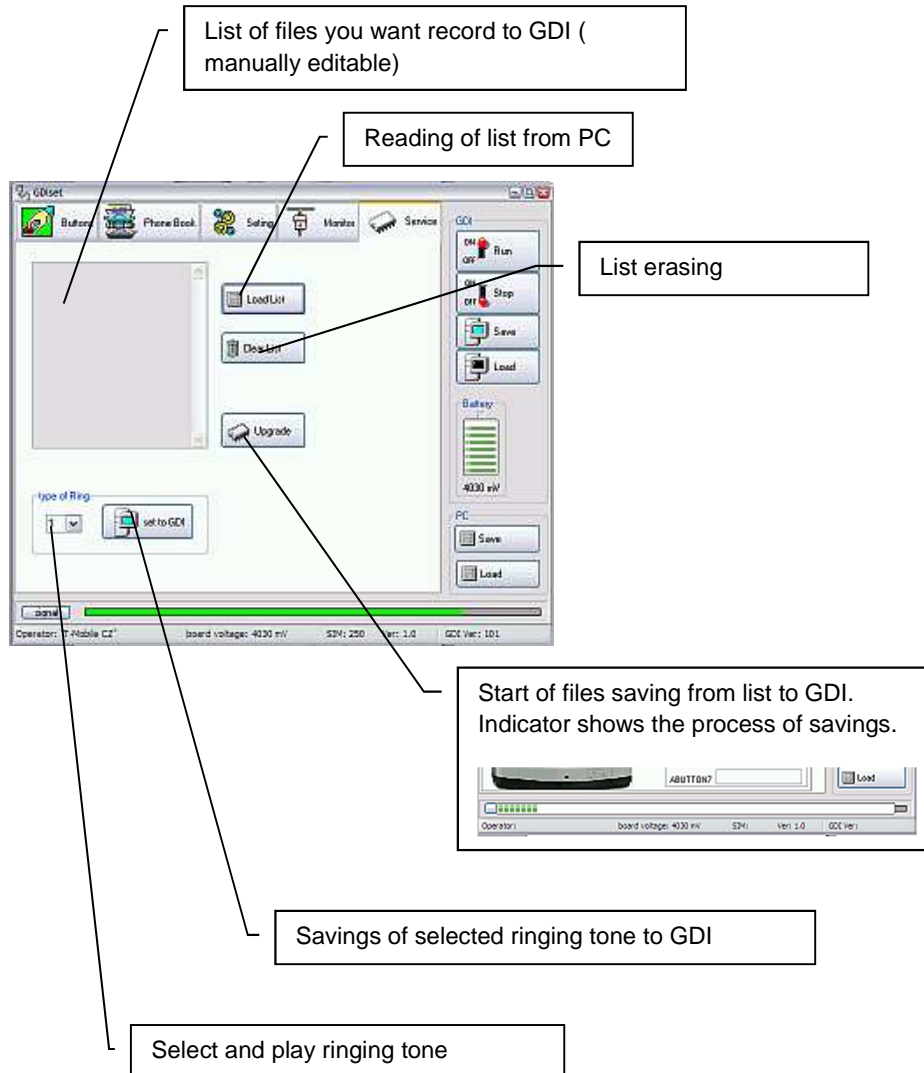 List of files you want record to GDI (
manually editable)
Reading of list from PC
GDIset
Buttons Phone Book Seting Monitor Service
GDI
ON OFF Run
List erasing
Load List
ON OFF Stop
Clear List
Save
Load
Battery
Upgrade
4030 mV
type of Ring
1 set to GDI
PC
Save
Load
signal
Operator: "T-Mobile CZ" board voltage: 4030 mV SIM: 250 Ver: 1.0 GDI Ver: 101
Start of files saving from list to GDI.
Indicator shows the process of savings.
ABUTTON7 Load
Operator: board voltage: 4030 mV SIM: Ver: 1.0 GDI Ver:
Savings of selected ringing tone to GDI
Select and play ringing tone